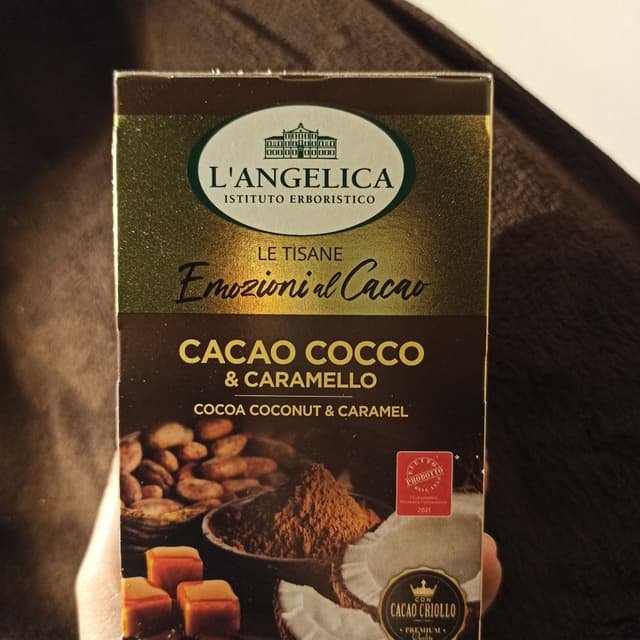 L'ANGELICA
ISTITUTO ERBORISTICO
LE TISANE
Emozioni al Cacao
CACAO COCCO
& CARAMELLO
COCOA COCONUT & CARAMEL
ELETTO
PRODOTTO
2021
CON
CACAO CRIOLLO
PREMIUM